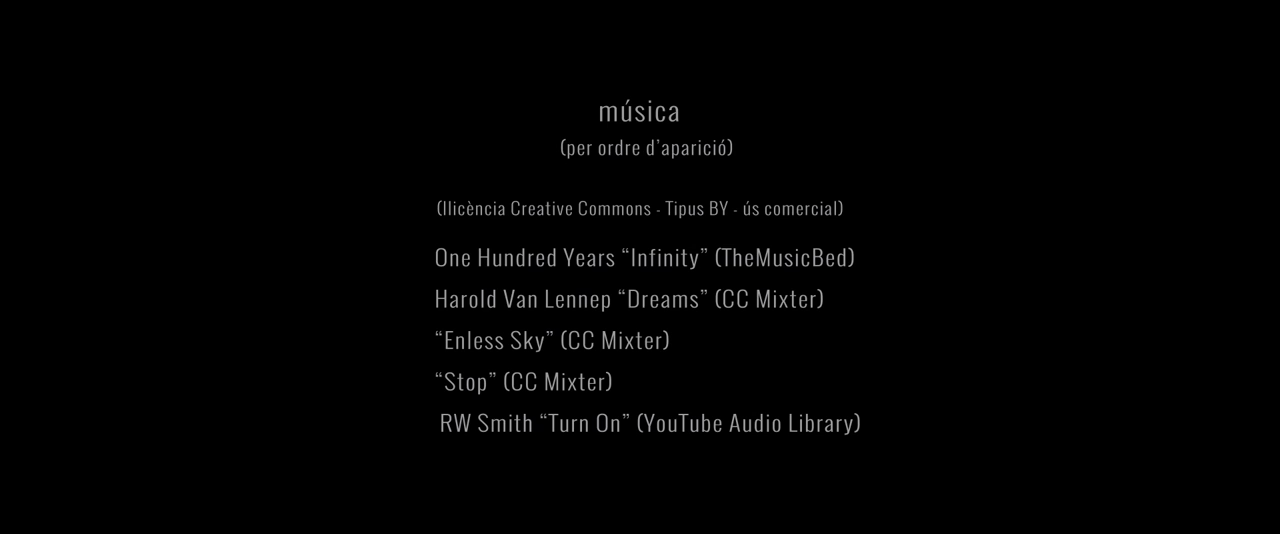 música
(per ordre d'aparició)
(llicència Creative Commons - Tipus BY - ús comercial)
One Hundred Years “Infinity” (TheMusicBed)
Harold Van Lennep “Dreams” (CC Mixter)
“Enless Sky” (CC Mixter)
“Stop” (CC Mixter)
RW Smith “Turn On” (YouTube Audio Library)